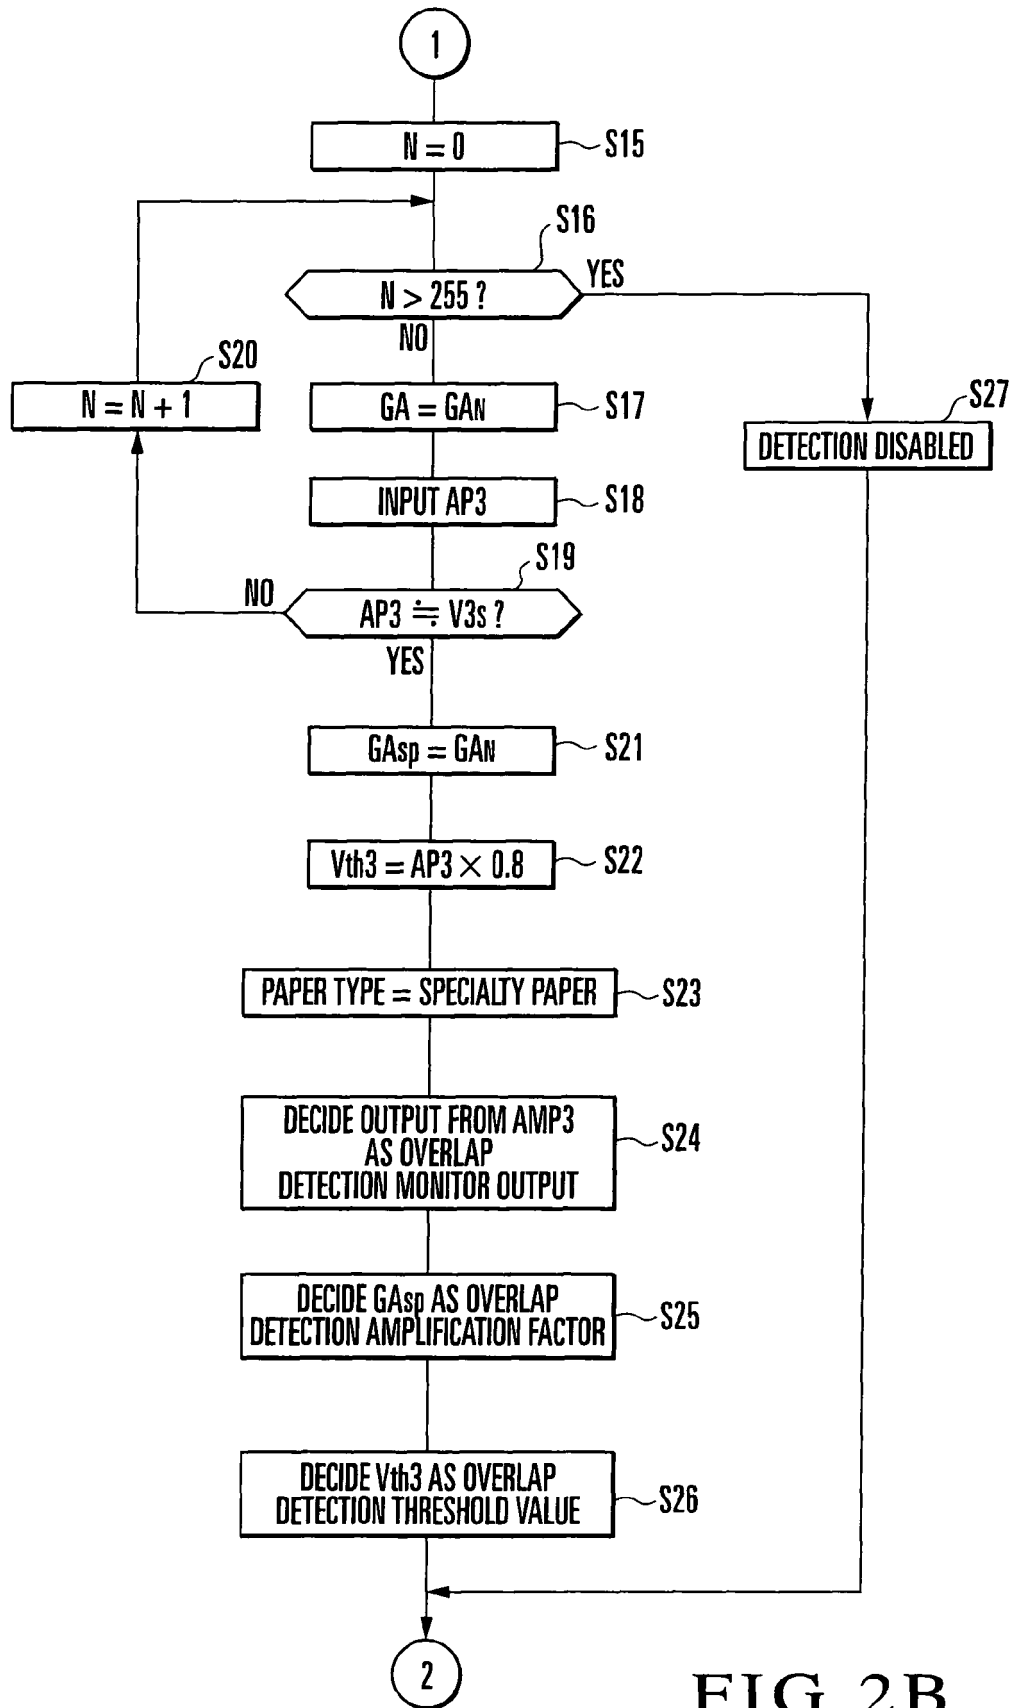 1
N = 0
S15
S16
N > 255 ?
YES
NO
S20
N = N + 1
GA = GAN
S17
S27
DETECTION DISABLED
INPUT AP3
S18
S19
NO
AP3 ≒ V3s ?
YES
GAsp = GAN
S21
Vth3 = AP3 × 0.8
S22
PAPER TYPE = SPECIALTY PAPER
S23
DECIDE OUTPUT FROM AMP3
AS OVERLAP
DETECTION MONITOR OUTPUT
S24
DECIDE GAsp AS OVERLAP
DETECTION AMPLIFICATION FACTOR
S25
DECIDE Vth3 AS OVERLAP
DETECTION THRESHOLD VALUE
S26
2
FIG. 2B